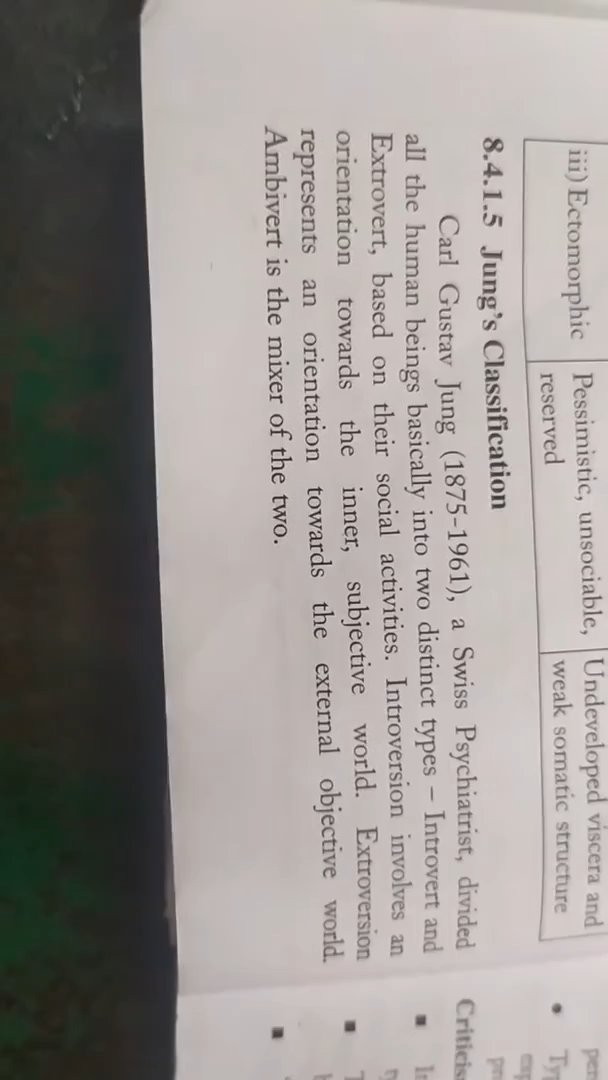 iii) Ectomorphic Pessimistic, unsociable, Undeveloped viscera and
reserved weak somatic structure
8.4.1.5 Jung's Classification
Carl Gustav Jung (1875-1961), a Swiss Psychiatrist, divided
all the human beings basically into two distinct types – Introvert and
Extrovert, based on their social activities. Introversion involves an
orientation towards the inner, subjective world. Extroversion
represents an orientation towards the external objective world.
Ambivert is the mixer of the two.